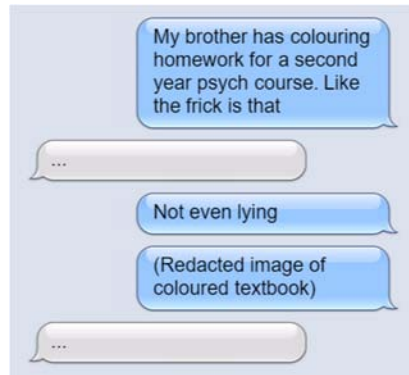 My brother has colouring
homework for a second
year psych course. Like
the frick is that
...
Not even lying
(Redacted image of
coloured textbook)
...